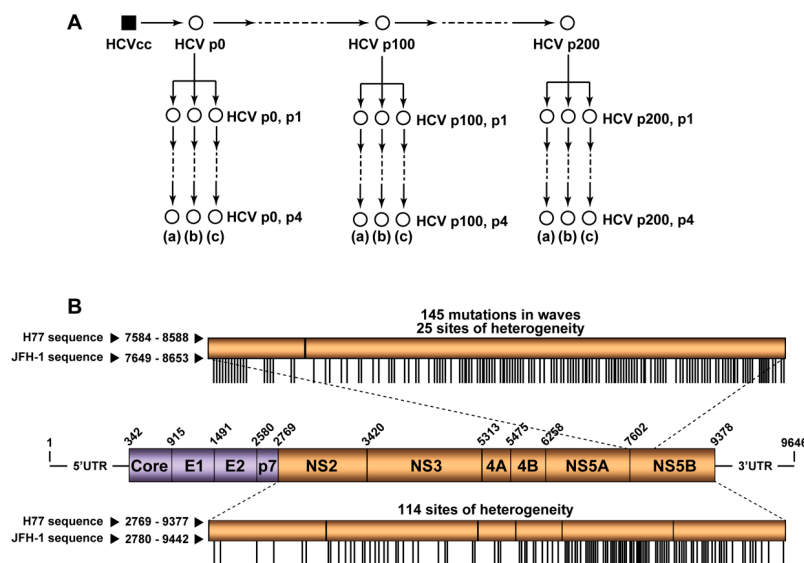 A
HCVcc
HCV p0
HCV p100
HCV p200
HCV p0, p1
HCV p100, p1
HCV p200, p1
HCV p0, p4
HCV p100, p4
HCV p200, p4
(a) (b) (c)
(a) (b) (c)
(a) (b) (c)
B
145 mutations in waves
25 sites of heterogeneity
H77 sequence ▶ 7584 - 8588 ▶
JFH-1 sequence ▶ 7649 - 8653 ▶
1 342 915 1491 2580 2769 3420 5313 5475 6258 7602 9378 9646
5'UTR Core E1 E2 p7 NS2 NS3 4A 4B NS5A NS5B 3'UTR
114 sites of heterogeneity
H77 sequence ▶ 2769 - 9377 ▶
JFH-1 sequence ▶ 2780 - 9442 ▶